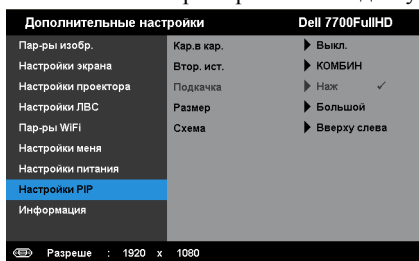 Дополнительные настройки Dell 7700FullHD
Пар-ры изобр. Кар.в кар. Выкл.
Настройки экрана Втор. ист. КОМБИН
Настройки проектора Подкачка Наж ✓
Настройки ЛВС Размер Большой
Пар-ры WiFi Схема Вверху слева
Настройки меня
Настройки питания
Настройки PIP
Информация
Разреше : 1920 x 1080